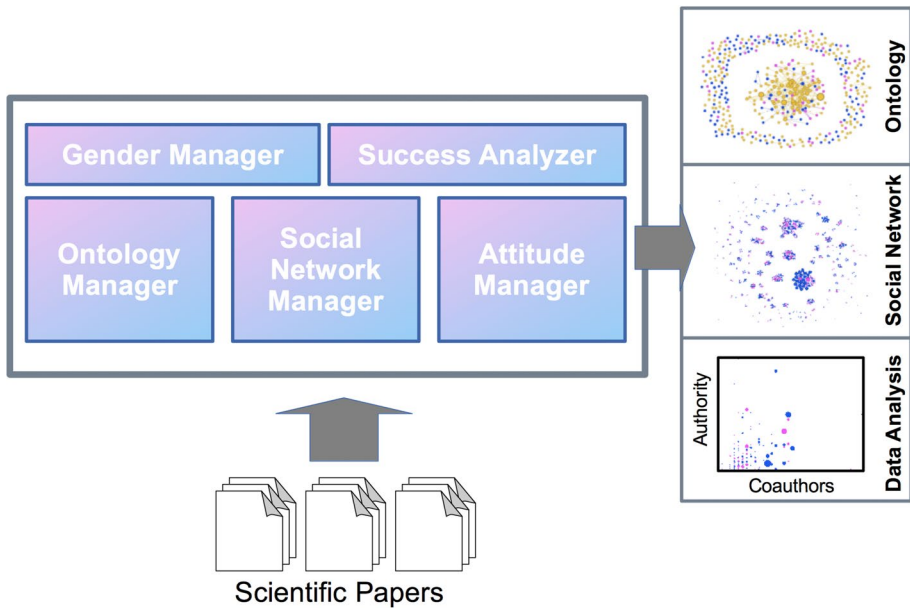 Gender Manager
Success Analyzer
Ontology
Manager
Social
Network
Manager
Attitude
Manager
Scientific Papers
Ontology
Social Network
Data Analysis
Authority
Coauthors